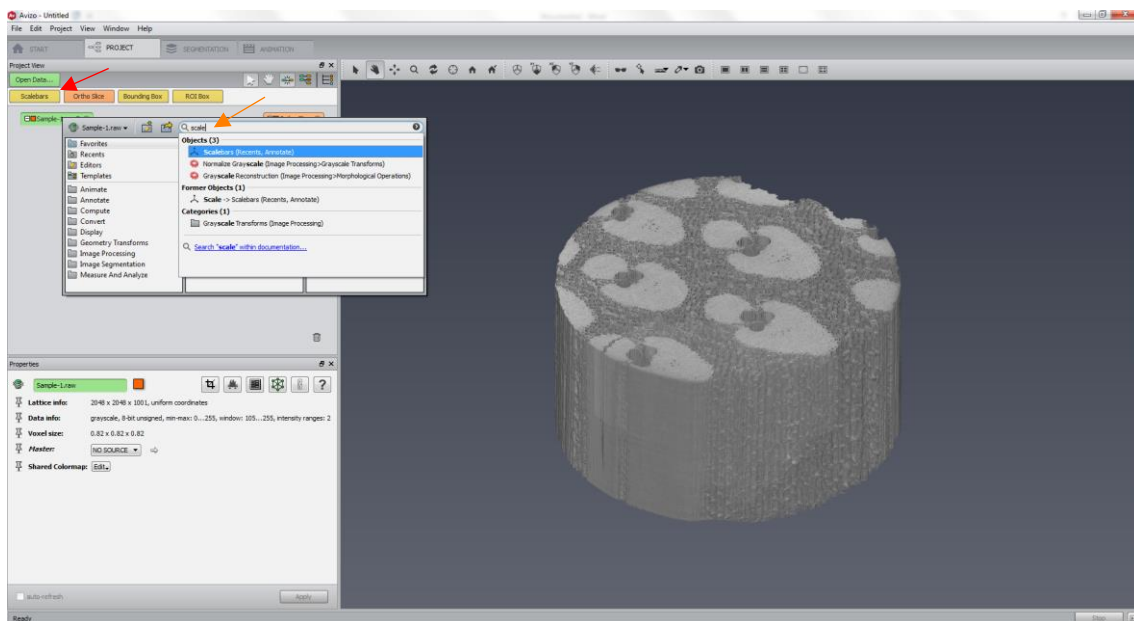 Avizo - Untitled
File Edit Project View Window Help
START PROJECT SEGMENTATION ANIMATION
Project View
Open Data...
Scalebars Ortho Slice Bounding Box ROI Box
Sample-1.raw scale
Favorites
Recents
Editors
Templates
Animate
Annotate
Compute
Convert
Display
Geometry Transforms
Image Processing
Image Segmentation
Measure And Analyze
Objects (3)
Scalebars (Recents, Annotate)
Normalize Grayscale (Image Processing>Grayscale Transforms)
Grayscale Reconstruction (Image Processing>Morphological Operations)
Former Objects (1)
Scale -> Scalebars (Recents, Annotate)
Categories (1)
Grayscale Transforms (Image Processing)
Search "scale" within documentation...
Properties
Sample-1.raw
Lattice info: 2048 x 2048 x 1001, uniform coordinates
Data info: grayscale, 8-bit unsigned, min-max: 0...255, window: 105...255, intensity ranges: 2
Voxel size: 0.82 x 0.82 x 0.82
Master: NO SOURCE
Shared Colormap: Edit
auto-refresh Apply
Ready Stop